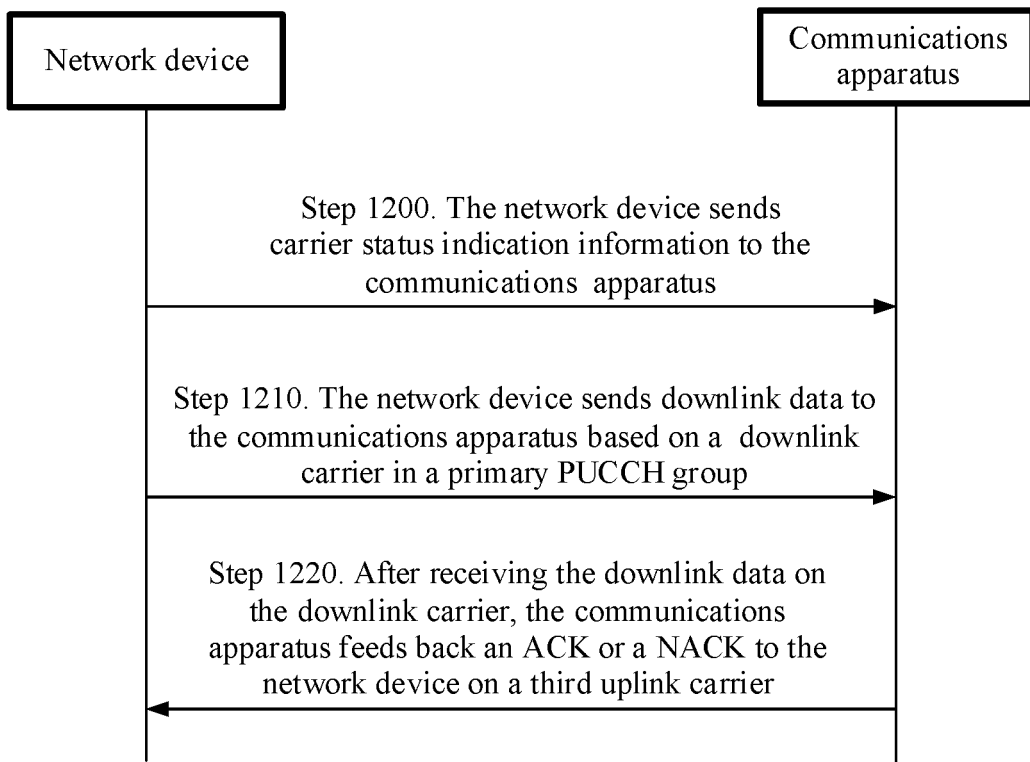 Network device
Communications
apparatus
Step 1200. The network device sends
carrier status indication information to the
communications apparatus
Step 1210. The network device sends downlink data to
the communications apparatus based on a downlink
carrier in a primary PUCCH group
Step 1220. After receiving the downlink data on
the downlink carrier, the communications
apparatus feeds back an ACK or a NACK to the
network device on a third uplink carrier